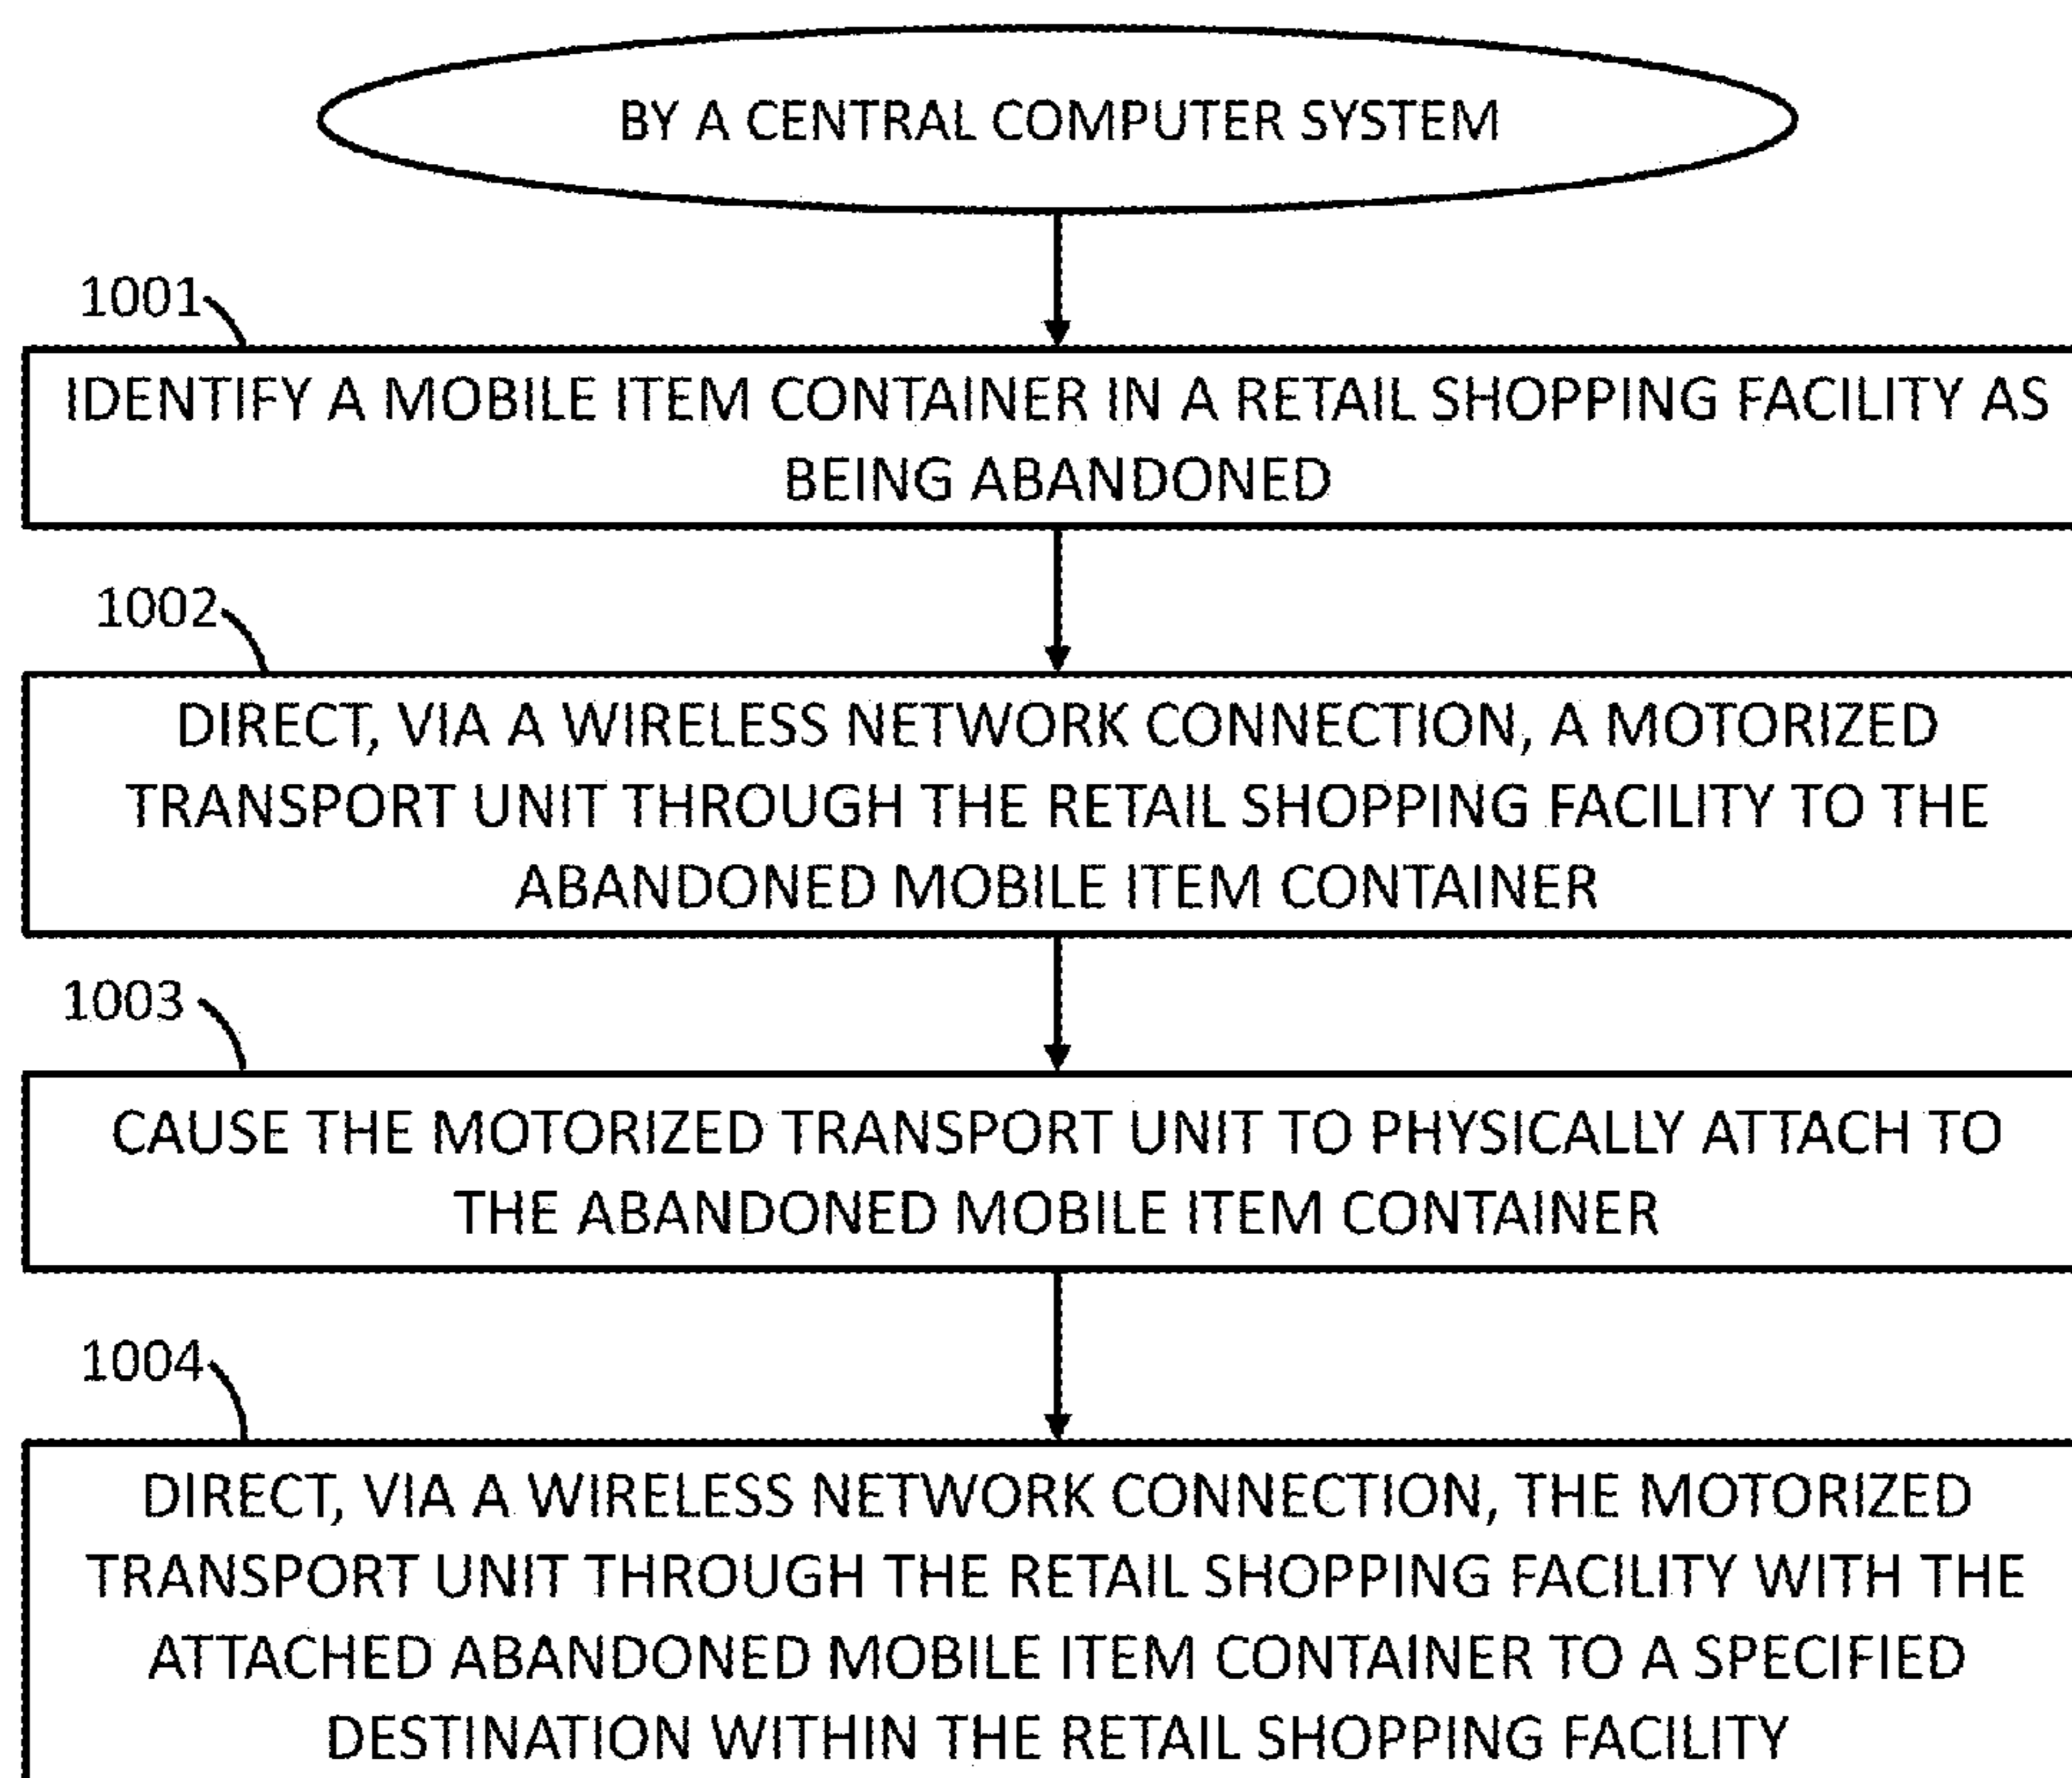 BY A CENTRAL COMPUTER SYSTEM
1001
IDENTIFY A MOBILE ITEM CONTAINER IN A RETAIL SHOPPING FACILITY AS
BEING ABANDONED
1002
DIRECT, VIA A WIRELESS NETWORK CONNECTION, A MOTORIZED
TRANSPORT UNIT THROUGH THE RETAIL SHOPPING FACILITY TO THE
ABANDONED MOBILE ITEM CONTAINER
1003
CAUSE THE MOTORIZED TRANSPORT UNIT TO PHYSICALLY ATTACH TO
THE ABANDONED MOBILE ITEM CONTAINER
1004
DIRECT, VIA A WIRELESS NETWORK CONNECTION, THE MOTORIZED
TRANSPORT UNIT THROUGH THE RETAIL SHOPPING FACILITY WITH THE
ATTACHED ABANDONED MOBILE ITEM CONTAINER TO A SPECIFIED
DESTINATION WITHIN THE RETAIL SHOPPING FACILITY